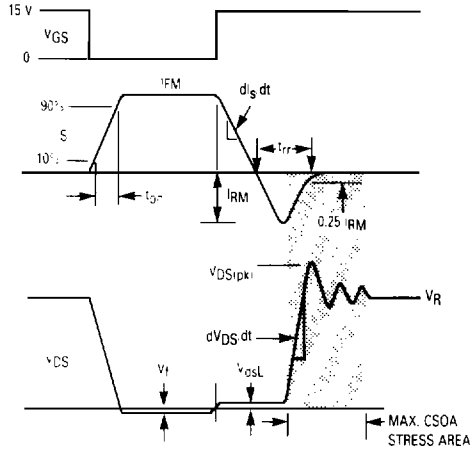 15 V
VGS
0
IFM
90%
dIS dt
S
trr
10%
ton
IRM
0.25 IRM
VDS(pk)
VR
dVDS dt
VDS
Vf
VdsL
MAX. CSOA
STRESS AREA